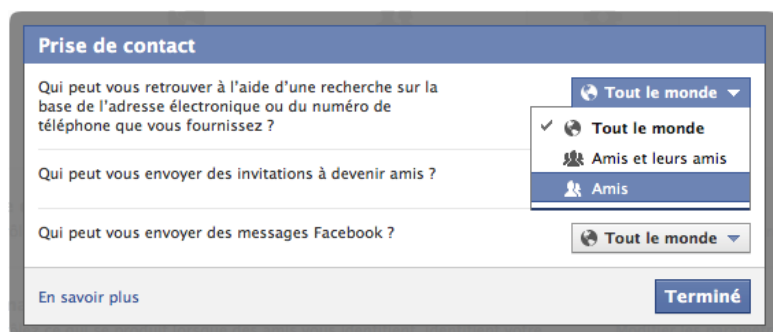 Prise de contact
Qui peut vous retrouver à l'aide d'une recherche sur la
base de l'adresse électronique ou du numéro de
téléphone que vous fournissez ?
Tout le monde
Tout le monde
Amis et leurs amis
Amis
Qui peut vous envoyer des invitations à devenir amis ?
Qui peut vous envoyer des messages Facebook ?
Tout le monde
En savoir plus
Terminé